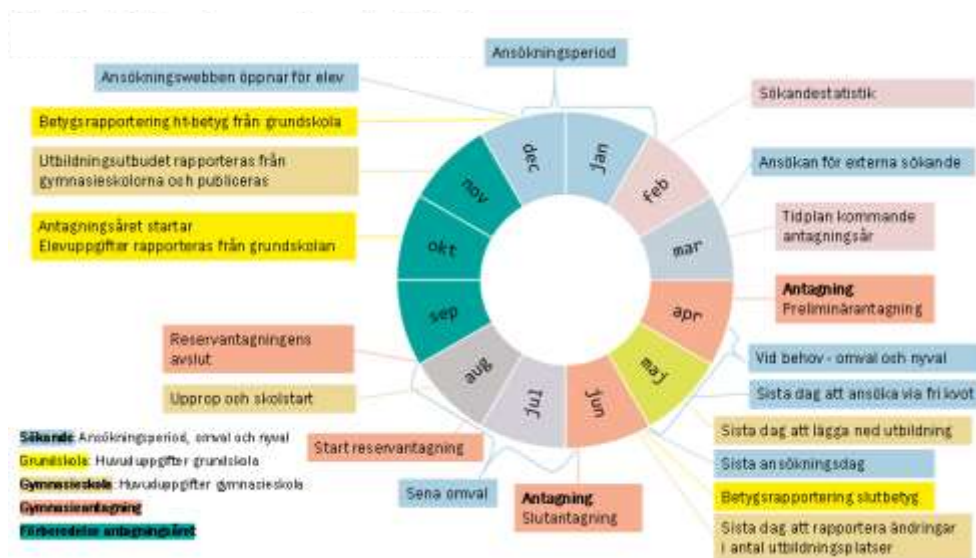 Ansökningsperiod
Ansökningswebben öppnar för elev
Sökandestatistik
Betygsrapportering ht-betyg från grundskola
Utbildningsutbudet rapporteras från
gymnasieskolorna och publiceras
Ansökan för externa sökande
Antagningsåret startar
Elevuppgifter rapporteras från grundskolan
Tidplan kommande
antagningsår
dec
jan
feb
mar
apr
maj
jun
jul
aug
sep
okt
nov
Antagning
Preliminärantagning
Reservantagningens
avslut
Vid behov - omval och nyval
Upprop och skolstart
Sista dag att ansöka via fri kvot
Sista dag att lägga ned utbildning
Start reservantagning
Sista ansökningsdag
Sena omval
Antagning
Slutantagning
Betygsrapportering slutbetyg
Sista dag att rapportera ändringar
i antal utbildningsplatser
Sökande: Ansökningsperiod, omval och nyval
Grundskola: Huvuduppgifter grundskola
Gymnasieskola: Huvuduppgifter gymnasieskola
Gymnasieantagning
Förberedelse antagningsåret